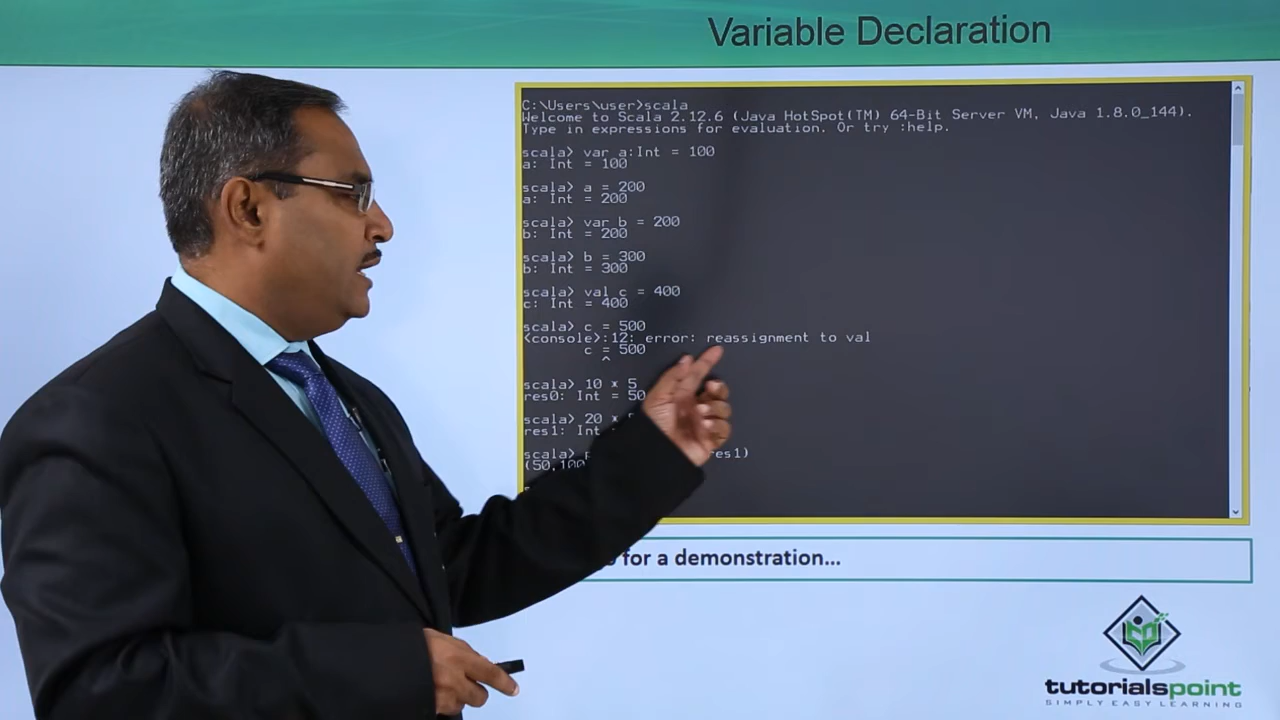 Variable Declaration
C:\Users\user>scala
Welcome to Scala 2.12.6 (Java HotSpot(TM) 64-Bit Server VM, Java 1.8.0_144).
Type in expressions for evaluation. Or try :help.
scala> var a:Int = 100
a: Int = 100
scala> a = 200
a: Int = 200
scala> var b = 200
b: Int = 200
scala> b = 300
b: Int = 300
scala> val c = 400
c: Int = 400
scala> c = 500
<console>:12: error: reassignment to val
c = 500
^
scala> 10 * 5
res0: Int = 50
scala> 20 *
res1: Int
scala> res1)
(50,100
for a demonstration...
tutorialspoint
SIMPLY EASY LEARNING